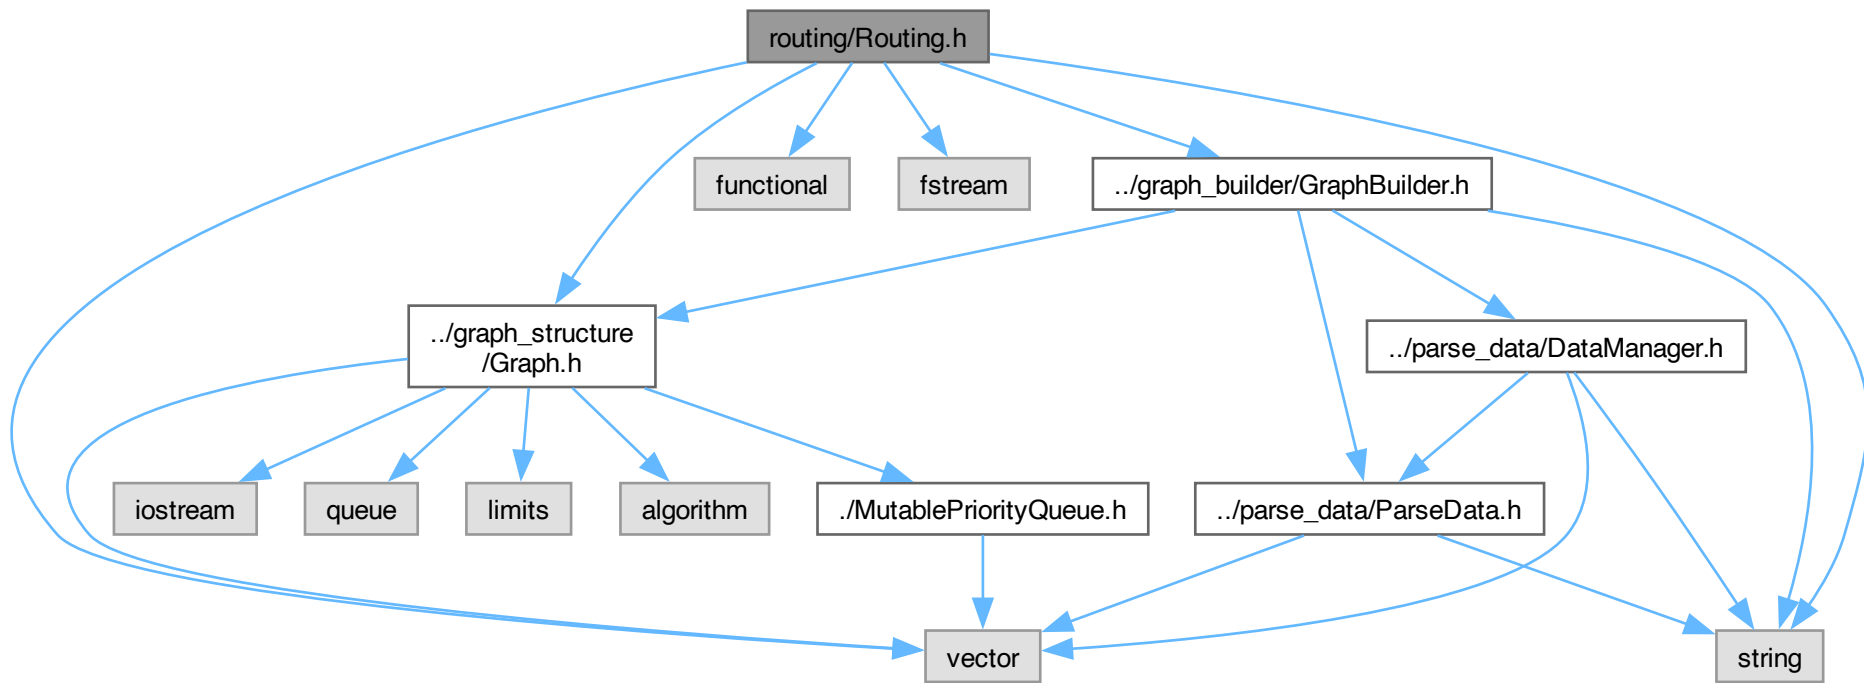 routing/Routing.h
functional
fstream
../graph_builder/GraphBuilder.h
../graph_structure
/Graph.h
../parse_data/DataManager.h
iostream
queue
limits
algorithm
./MutablePriorityQueue.h
../parse_data/ParseData.h
vector
string